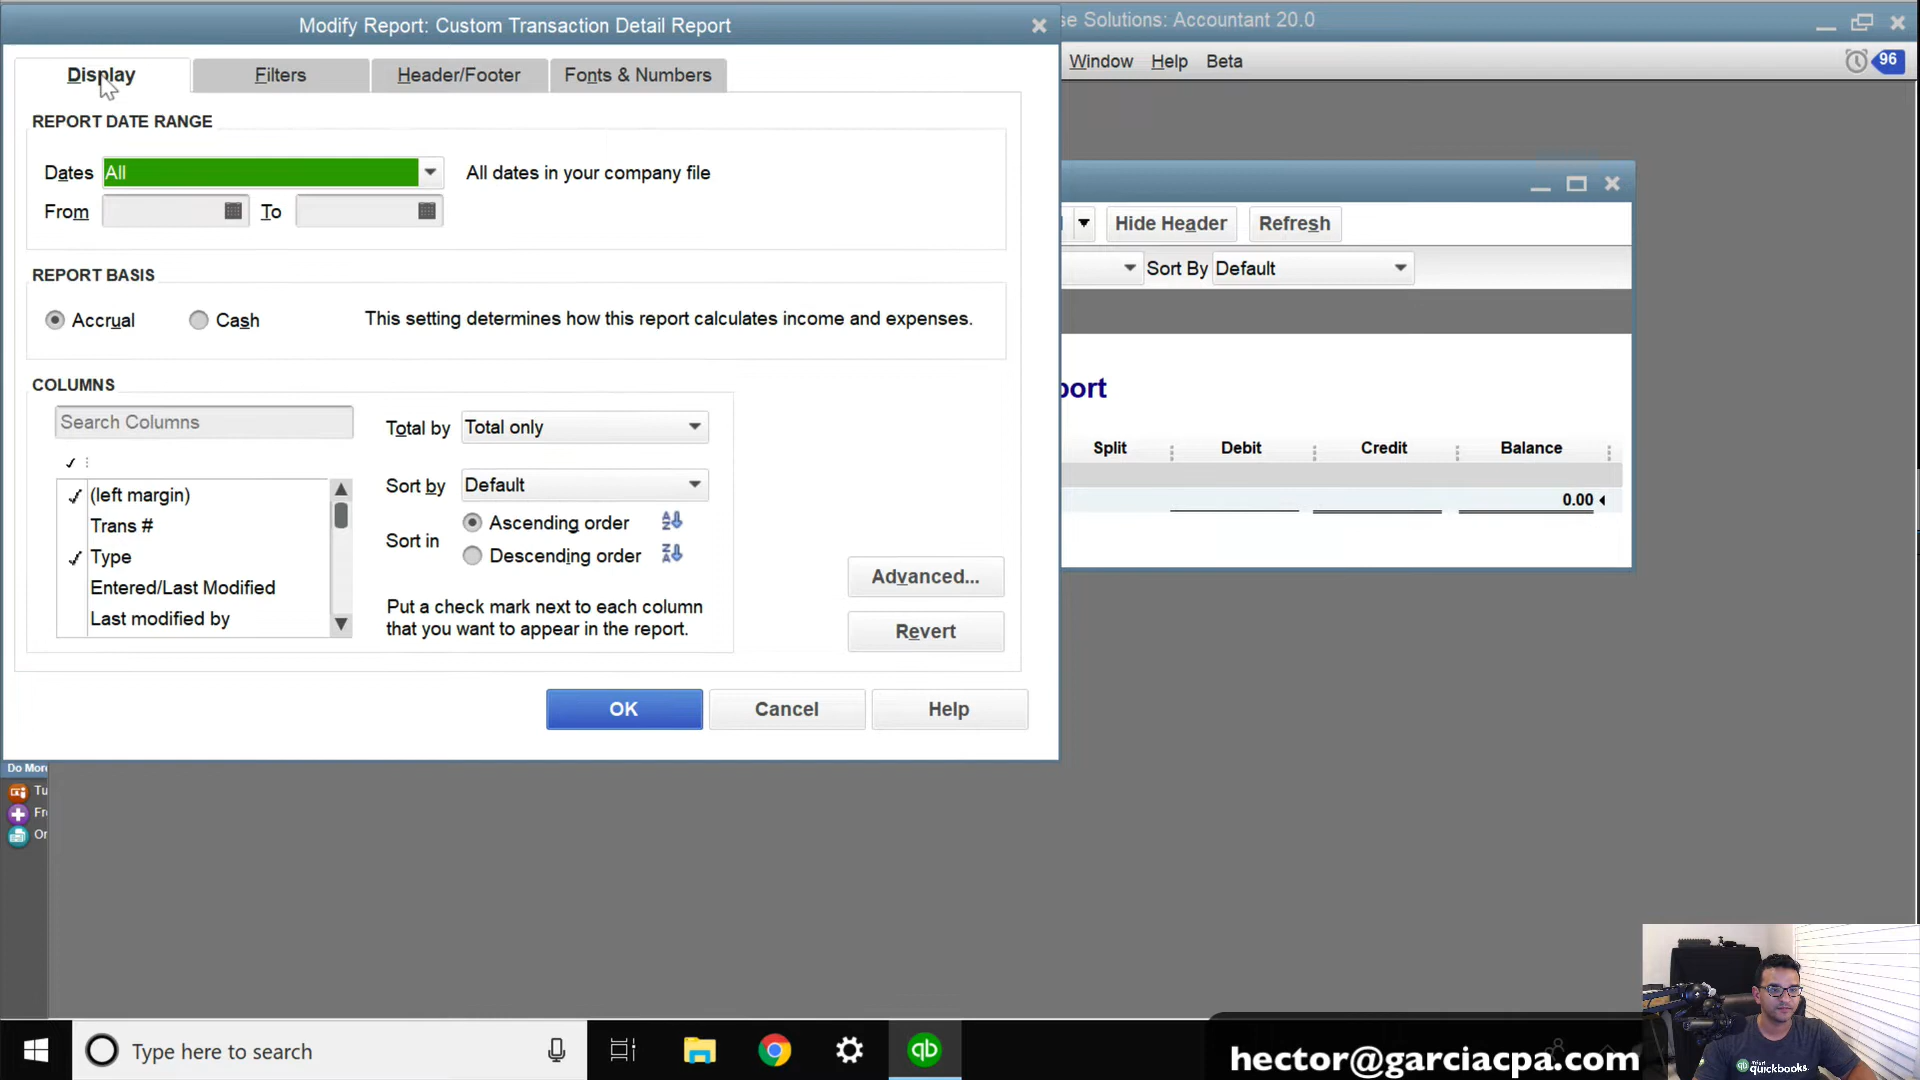 Modify Report: Custom Transaction Detail Report
se Solutions: Accountant 20.0
Window Help Beta
96
Display
Filters
Header/Footer
Fonts & Numbers
REPORT DATE RANGE
Dates All
All dates in your company file
From
To
REPORT BASIS
Accrual
Cash
This setting determines how this report calculates income and expenses.
COLUMNS
Search Columns
(left margin)
Trans #
Type
Entered/Last Modified
Last modified by
Total by Total only
Sort by Default
Sort in
Ascending order
Descending order
Put a check mark next to each column
that you want to appear in the report.
Advanced...
Revert
OK
Cancel
Help
Hide Header
Refresh
Sort By Default
port
Split
Debit
Credit
Balance
0.00
Do More
Tu
Fre
Or
Type here to search
qb
hector@garciacpa.com
quickbooks.